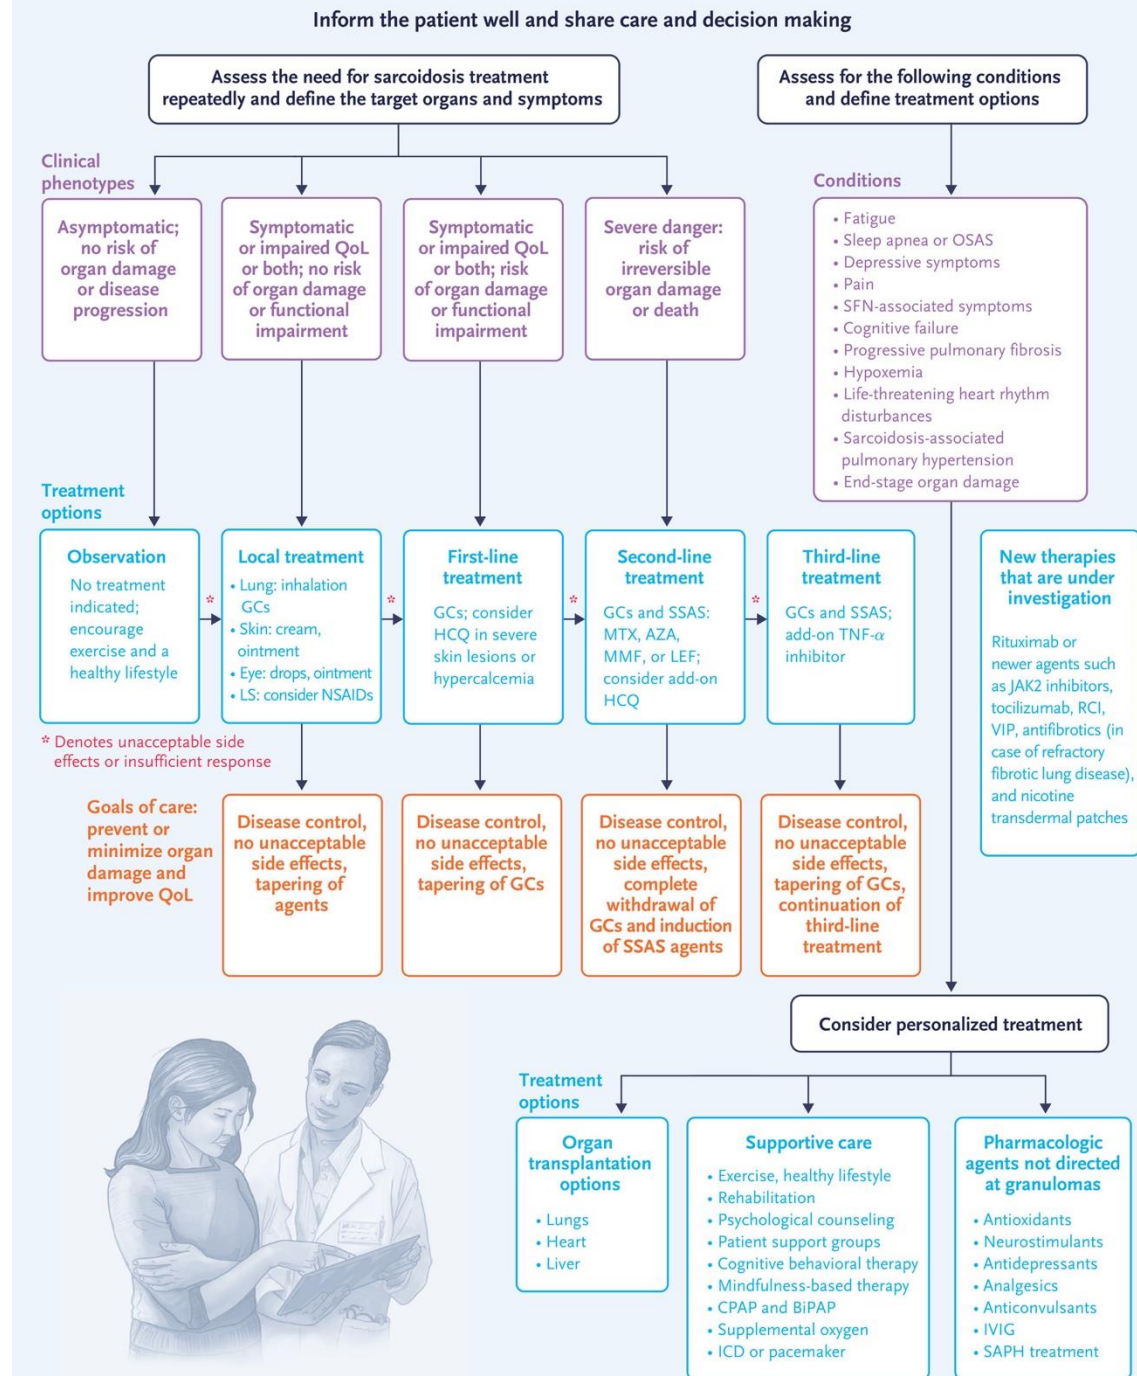 Inform the patient well and share care and decision making
Assess the need for sarcoidosis treatment
repeatedly and define the target organs and symptoms
Assess for the following conditions
and define treatment options
Clinical
phenotypes
Asymptomatic;
no risk of
organ damage
or disease
progression
Symptomatic
or impaired QoL
or both; no risk
of organ damage
or functional
impairment
Symptomatic
or impaired QoL
or both; risk
of organ damage
or functional
impairment
Severe danger:
risk of
irreversible
organ damage
or death
Conditions
• Fatigue
• Sleep apnea or OSAS
• Depressive symptoms
• Pain
• SFN-associated symptoms
• Cognitive failure
• Progressive pulmonary fibrosis
• Hypoxemia
• Life-threatening heart rhythm
disturbances
• Sarcoidosis-associated
pulmonary hypertension
• End-stage organ damage
Treatment
options
Observation
No treatment
indicated;
encourage
exercise and a
healthy lifestyle
*
Local treatment
• Lung: inhalation
GCs
• Skin: cream,
ointment
• Eye: drops, ointment
• LS: consider NSAIDs
*
First-line
treatment
GCs; consider
HCQ in severe
skin lesions or
hypercalcemia
*
Second-line
treatment
GCs and SSAS:
MTX, AZA,
MMF, or LEF;
consider add-on
HCQ
*
Third-line
treatment
GCs and SSAS;
add-on TNF-α
inhibitor
New therapies
that are under
investigation
Rituximab or
newer agents such
as JAK2 inhibitors,
tocilizumab, RCI,
VIP, antifibrotics (in
case of refractory
fibrotic lung disease),
and nicotine
transdermal patches
* Denotes unacceptable side
effects or insufficient response
Goals of care:
prevent or
minimize organ
damage and
improve QoL
Disease control,
no unacceptable
side effects,
tapering of
agents
Disease control,
no unacceptable
side effects,
tapering of GCs
Disease control,
no unacceptable
side effects,
complete
withdrawal of
GCs and induction
of SSAS agents
Disease control,
no unacceptable
side effects,
tapering of GCs,
continuation of
third-line
treatment
Consider personalized treatment
Treatment
options
Organ
transplantation
options
• Lungs
• Heart
• Liver
Supportive care
• Exercise, healthy lifestyle
• Rehabilitation
• Psychological counseling
• Patient support groups
• Cognitive behavioral therapy
• Mindfulness-based therapy
• CPAP and BiPAP
• Supplemental oxygen
• ICD or pacemaker
Pharmacologic
agents not directed
at granulomas
• Antioxidants
• Neurostimulants
• Antidepressants
• Analgesics
• Anticonvulsants
• IVIG
• SAPH treatment